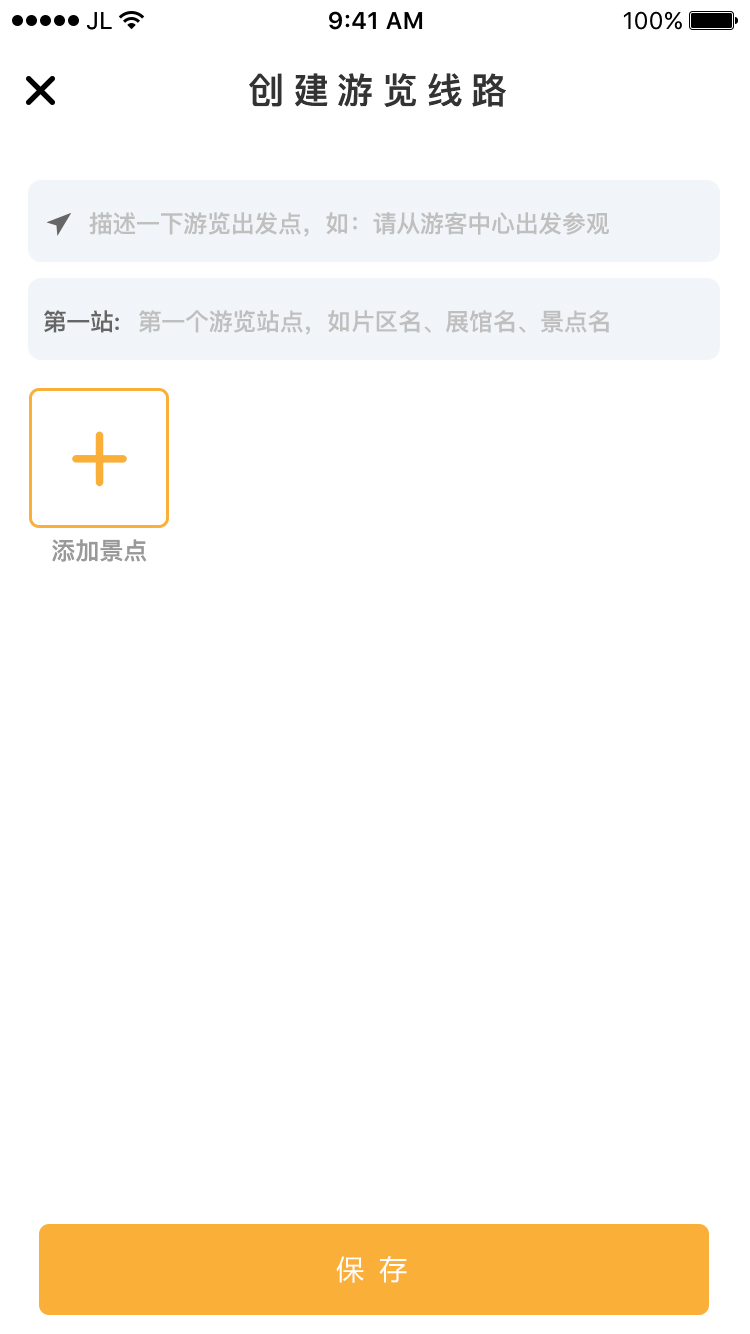 JL 9:41 AM 100%
创建游览线路
描述一下游览出发点，如：请从游客中心出发参观
第一站: 第一个游览站点，如片区名、展馆名、景点名
添加景点
保存